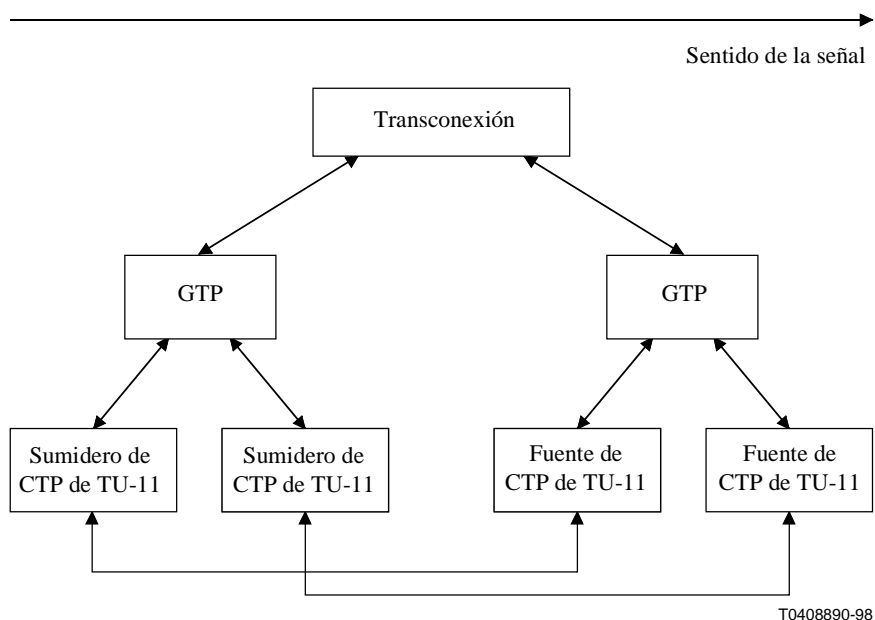 Sentido de la señal
Transconexión
GTP
GTP
Sumidero de
CTP de TU-11
Sumidero de
CTP de TU-11
Fuente de
CTP de TU-11
Fuente de
CTP de TU-11
T0408890-98